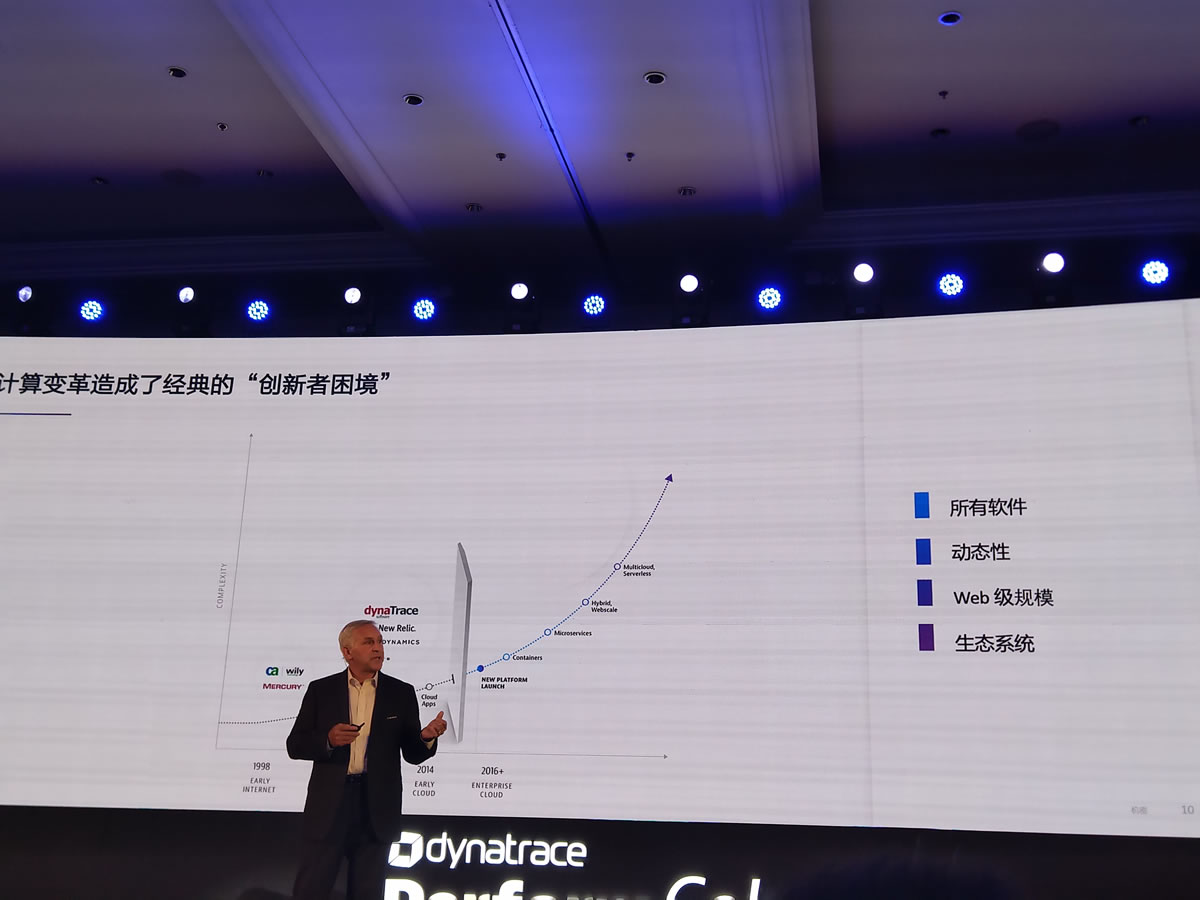 计算变革造成了经典的“创新者困境”
COMPLEXITY
dynaTrace
software
New Relic.
DYNAMICS
ca wily
MERCURY
Cloud
Apps
NEW PLATFORM
LAUNCH
Containers
Microservices
Hybrid,
Webscale
Multicloud,
Serverless
1998
EARLY
INTERNET
2014
EARLY
CLOUD
2016+
ENTERPRISE
CLOUD
所有软件
动态性
Web 级规模
生态系统
10
dynatrace
Perform